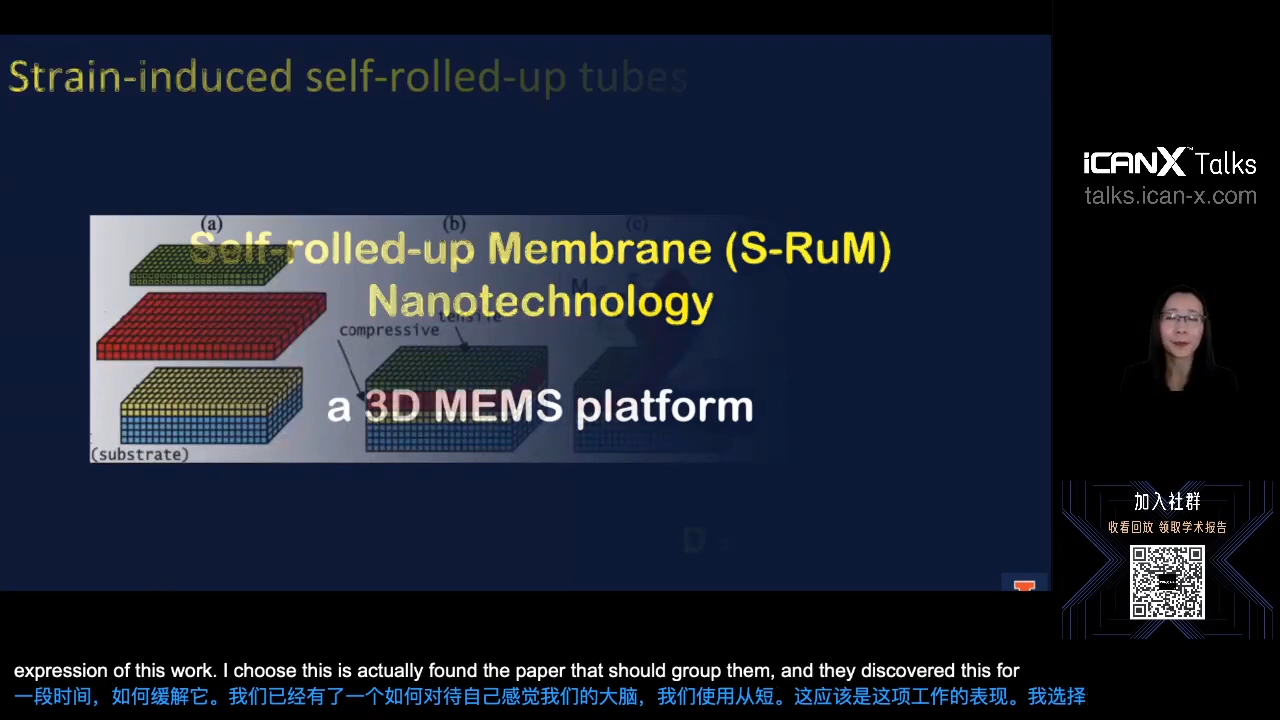 Strain-induced self-rolled-up tubes
(a)
(b)
(c)
Self-rolled-up Membrane (S-RuM)
Nanotechnology
tensile
compressive
a 3D MEMS platform
(substrate)
iCANX Talks
talks.ican-x.com
加入社群
收看回放 领取学术报告
expression of this work. I choose this is actually found the paper that should group them, and they discovered this for
一段时间，如何缓解它。我们已经有了一个如何对待自己感觉我们的大脑，我们使用从短。这应该是这项工作的表现。我选择